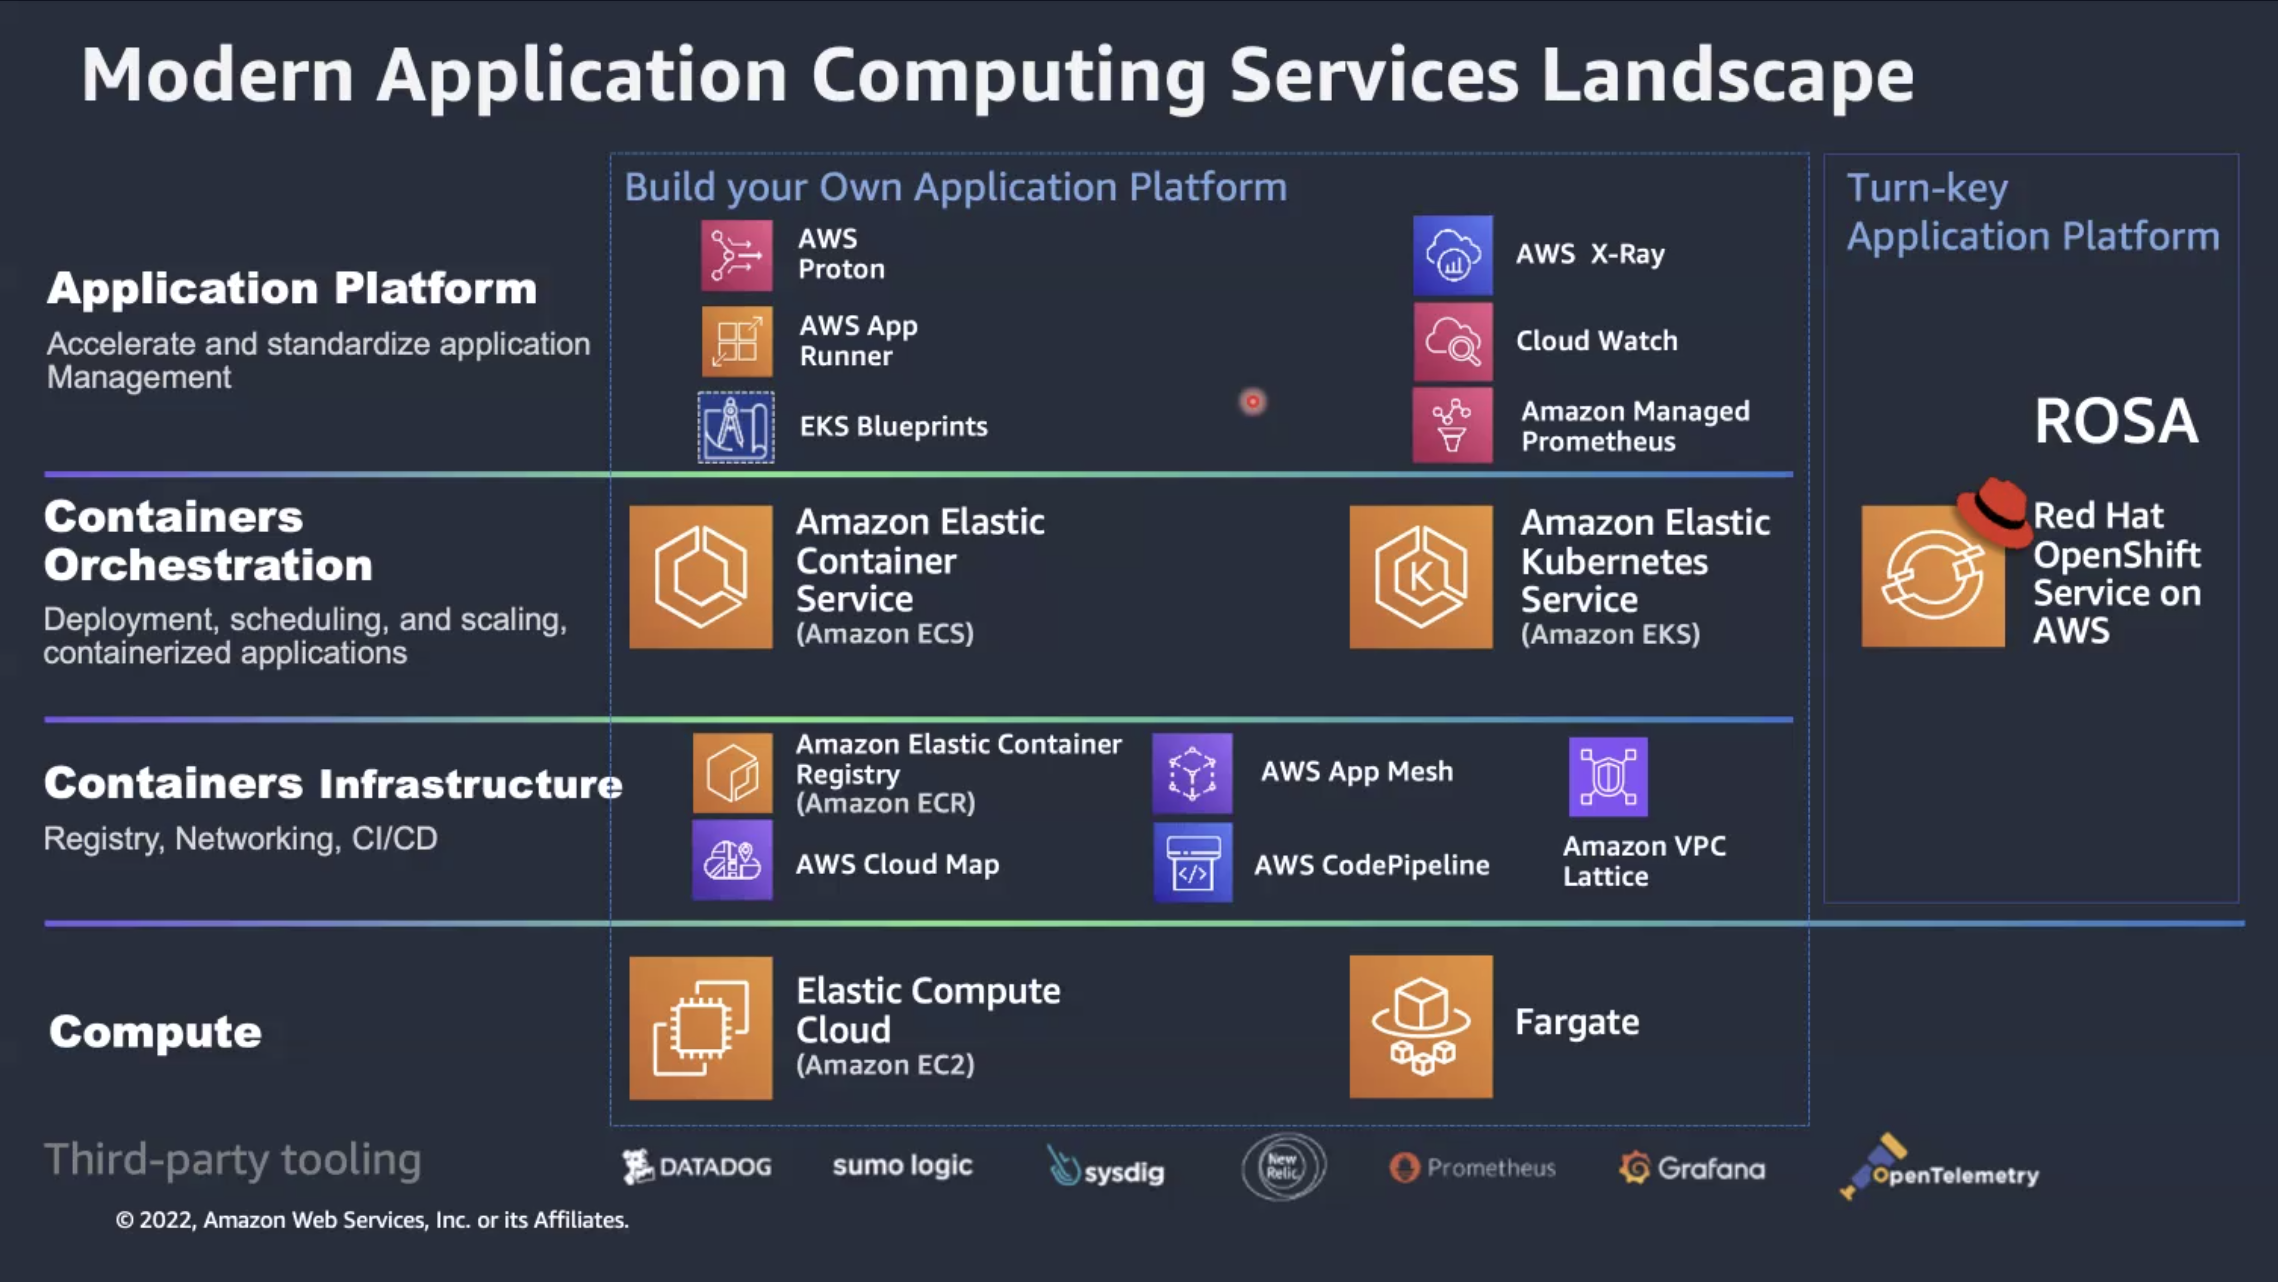 Modern Application Computing Services Landscape
Build your Own Application Platform
Turn-key
Application Platform
Application Platform
Accelerate and standardize application
Management
AWS
Proton
AWS App
Runner
EKS Blueprints
AWS X-Ray
Cloud Watch
Amazon Managed
Prometheus
ROSA
Red Hat
OpenShift
Service on
AWS
Containers
Orchestration
Deployment, scheduling, and scaling,
containerized applications
Amazon Elastic
Container
Service
(Amazon ECS)
K
Amazon Elastic
Kubernetes
Service
(Amazon EKS)
Containers Infrastructure
Registry, Networking, CI/CD
Amazon Elastic Container
Registry
(Amazon ECR)
AWS Cloud Map
AWS App Mesh
</>
AWS CodePipeline
Amazon VPC
Lattice
Compute
Elastic Compute
Cloud
(Amazon EC2)
Fargate
Third-party tooling
DATADOG
sumo logic
sysdig
New
Relic
Prometheus
Grafana
OpenTelemetry
© 2022, Amazon Web Services, Inc. or its Affiliates.